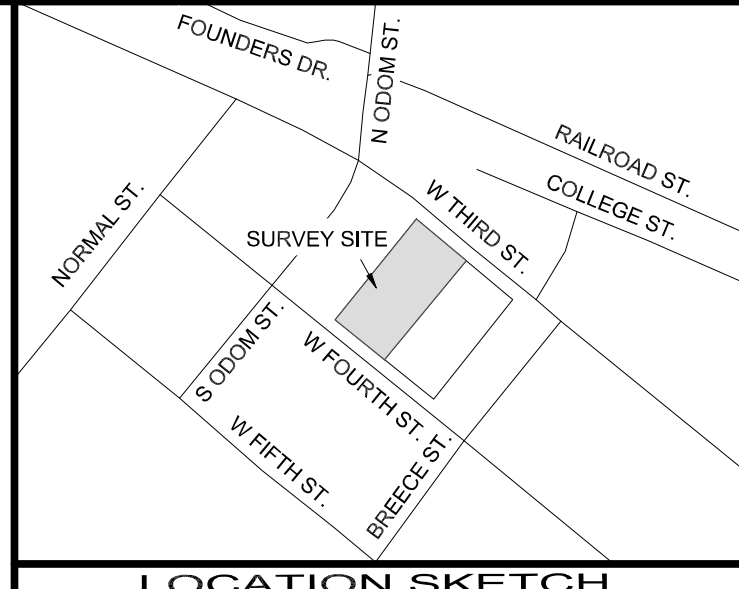 FOUNDERS DR.
N ODOM ST.
RAILROAD ST.
COLLEGE ST.
W THIRD ST.
NORMAL ST.
SURVEY SITE
S ODOM ST.
W FOURTH ST.
W FIFTH ST.
BREECE ST.
LOCATION SKETCH